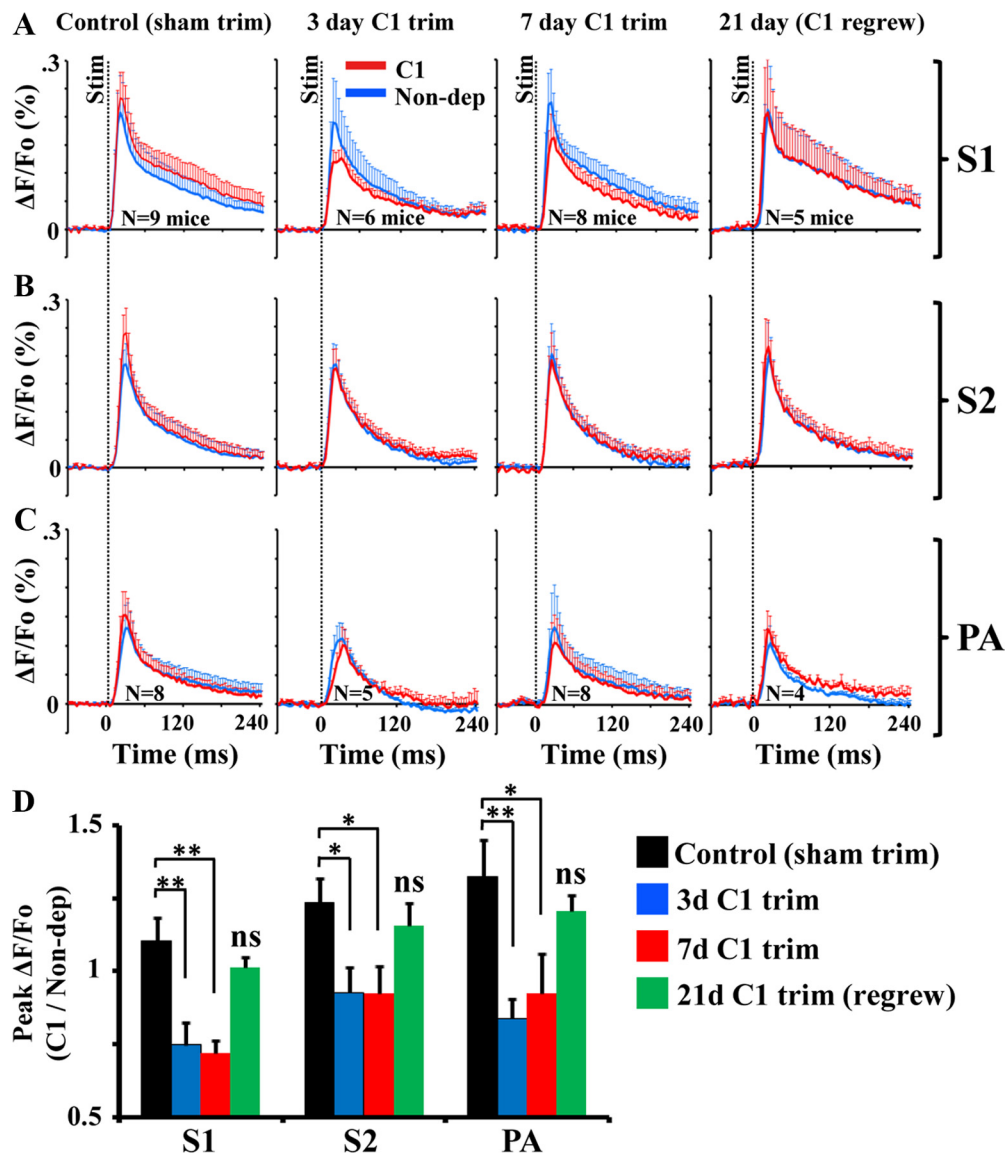 A
Control (sham trim)
3 day C1 trim
7 day C1 trim
21 day (C1 regrew)
ΔF/Fo (%)
.3
0
Stim
N=9 mice
Stim
C1
Non-dep
N=6 mice
Stim
N=8 mice
Stim
N=5 mice
S1
B
ΔF/Fo (%)
.3
0
S2
C
ΔF/Fo (%)
.3
0
N=8
N=5
N=8
N=4
PA
0 120 240
0 120 240
0 120 240
0 120 240
Time (ms)
Time (ms)
Time (ms)
Time (ms)
D
Peak ΔF/Fo
(C1 / Non-dep)
1.5
1
0.5
**
**
ns
*
*
ns
*
**
ns
S1
S2
PA
Control (sham trim)
3d C1 trim
7d C1 trim
21d C1 trim (regrew)